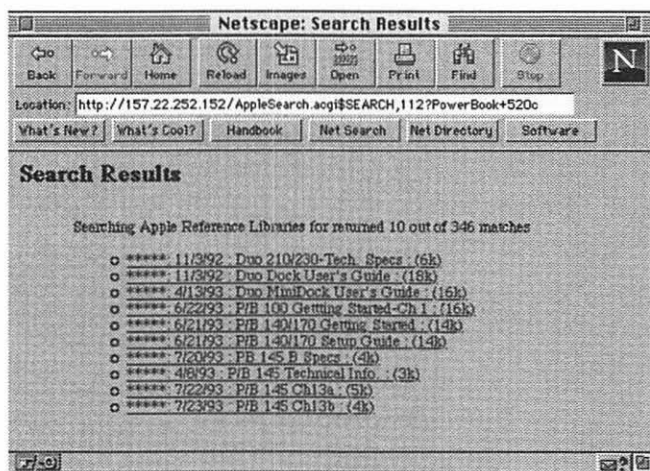 Netscape: Search Results
Back Forward Home Reload Images Open Print Find Stop N
Location: http://157.22.252.152/AppleSearch.acgi$SEARCH,112?PowerBook+520c
What's New? What's Cool? Handbook Net Search Net Directory Software
Search Results
Searching Apple Reference Libraries for returned 10 out of 346 matches
*****: 11/3/92 : Duo 210/230-Tech. Specs : (6k)
*****: 11/3/92 : Duo Dock User's Guide : (18k)
*****: 4/13/93 : Duo MiniDock User's Guide : (16k)
*****: 6/22/93 : P/B 100 Getting Started-Ch 1 : (16k)
*****: 6/21/93 : P/B 140/170 Getting Started : (14k)
*****: 6/21/93 : P/B 140/170 Setup Guide : (14k)
*****: 7/20/93 : PB 145 B Specs : (4k)
*****: 4/8/93 : P/B 145 Technical Info. : (3k)
*****: 7/22/93 : P/B 145 Ch13a : (5k)
*****: 7/23/93 : P/B 145 Ch13b : (4k)